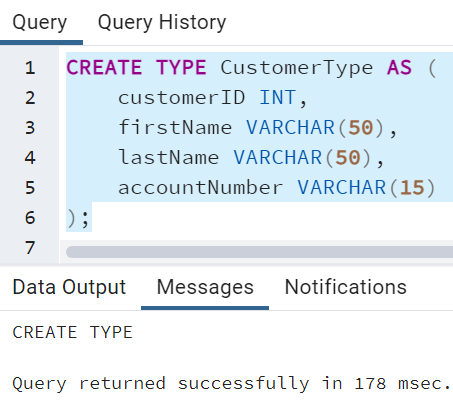 Query Query History
1 CREATE TYPE CustomerType AS (
2 customerID INT,
3 firstName VARCHAR(50),
4 lastName VARCHAR(50),
5 accountNumber VARCHAR(15)
6 );
7
Data Output Messages Notifications
CREATE TYPE
Query returned successfully in 178 msec.